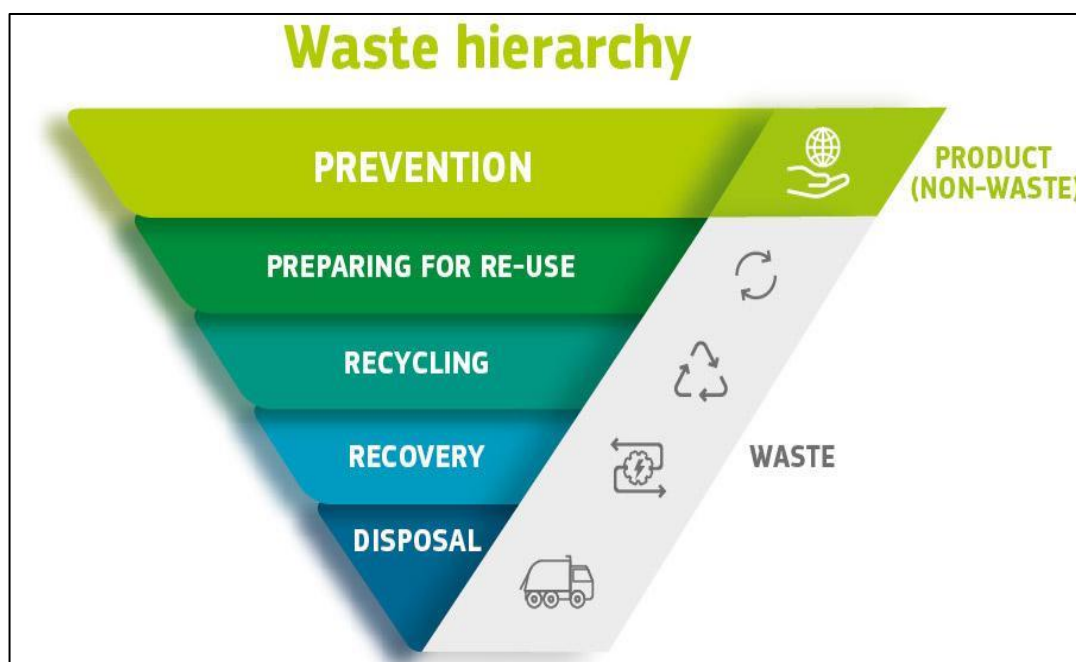 Waste hierarchy
PREVENTION
PRODUCT
(NON-WASTE)
PREPARING FOR RE-USE
RECYCLING
RECOVERY
WASTE
DISPOSAL